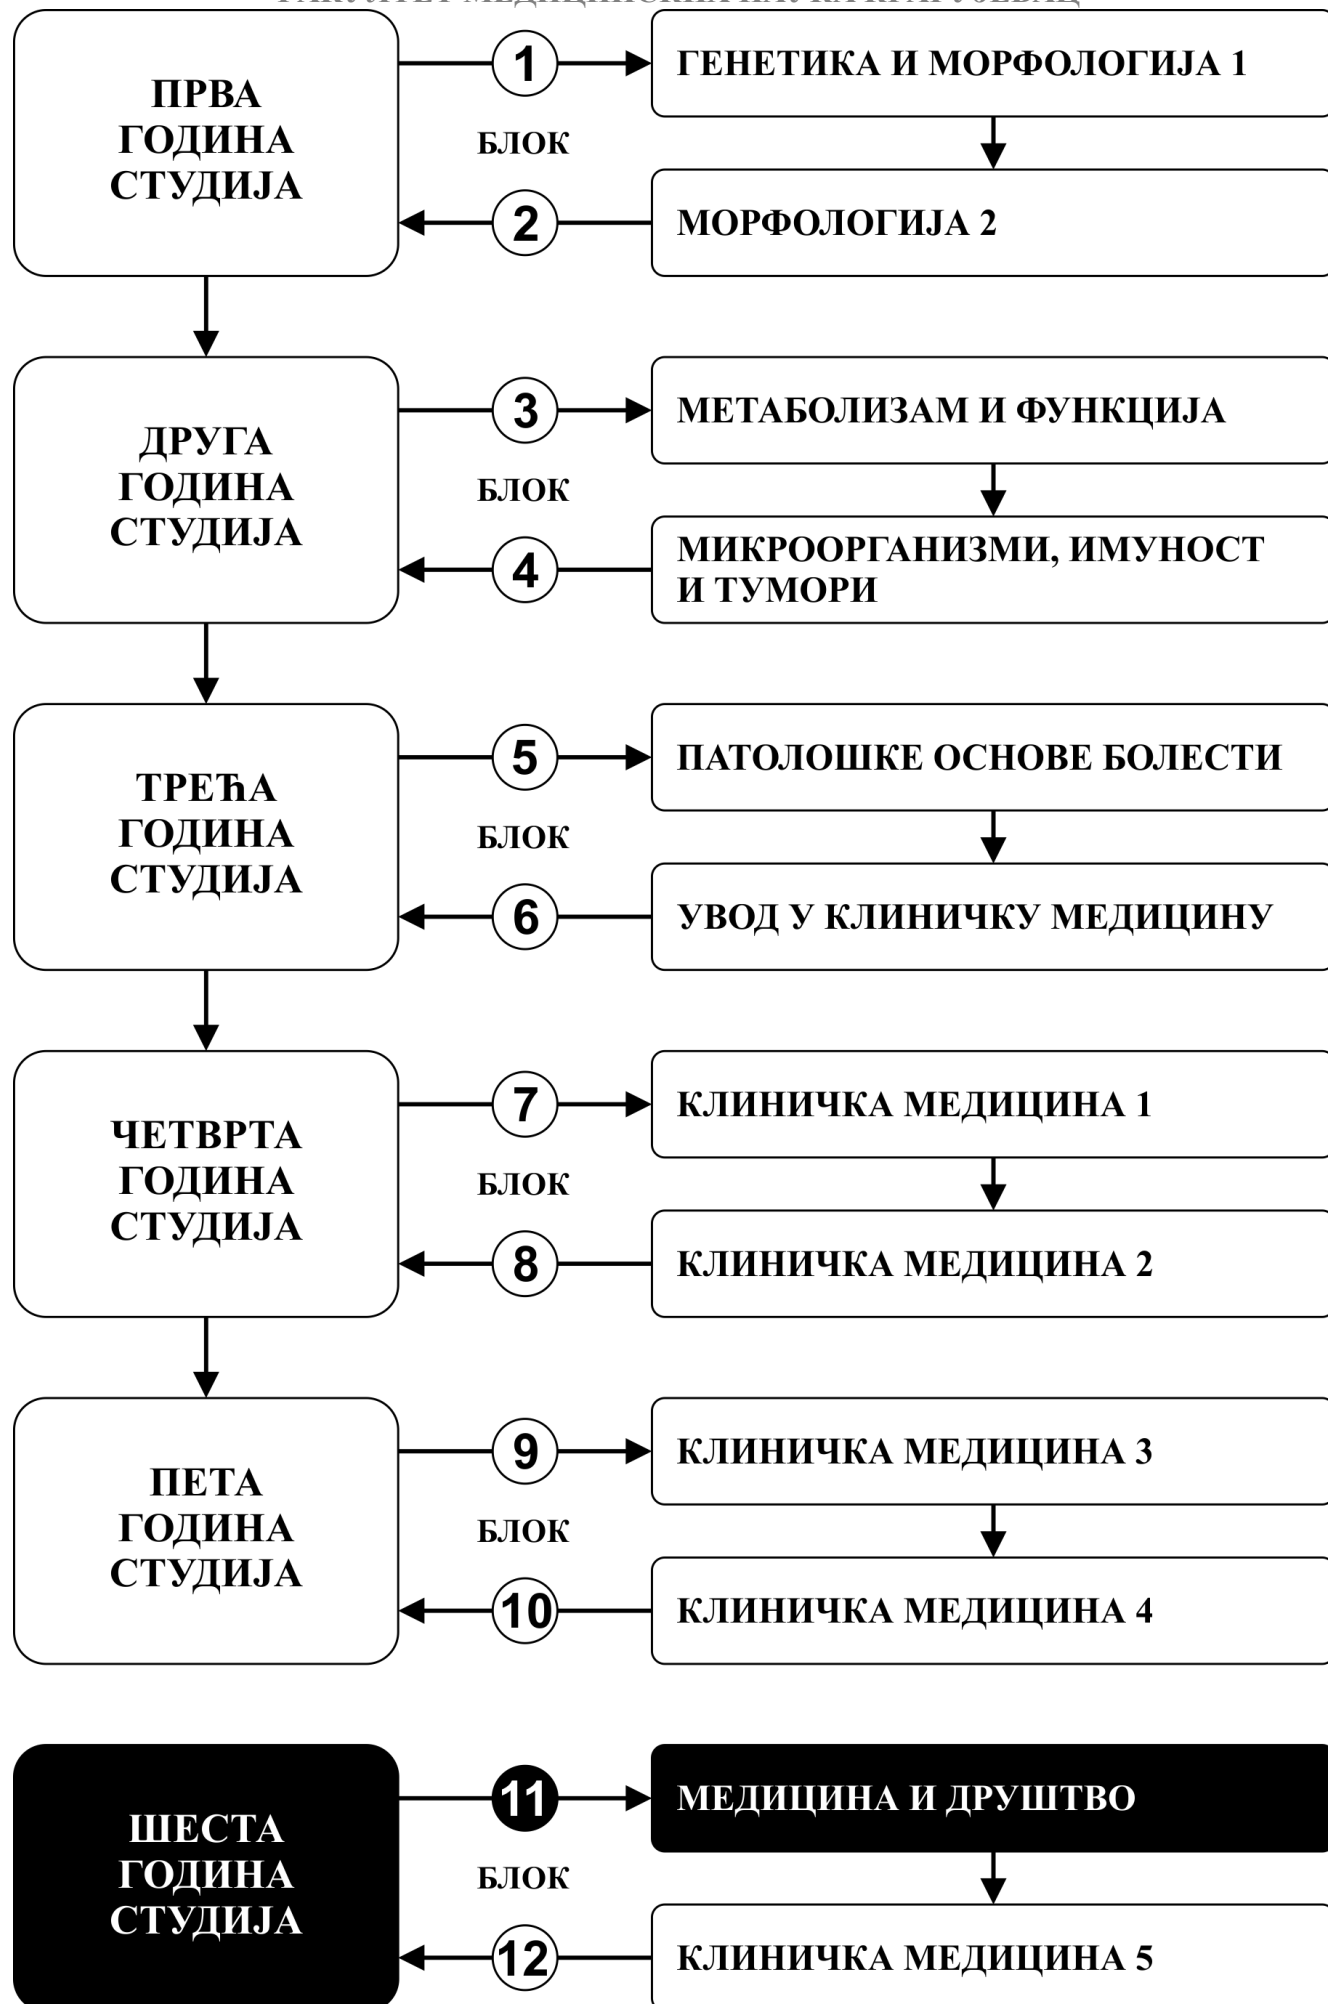 ПРВА
ГОДИНА
СТУДИЈА
1
БЛОК
2
ГЕНЕТИКА И МОРФОЛОГИЈА 1
МОРФОЛОГИЈА 2
ДРУГА
ГОДИНА
СТУДИЈА
3
БЛОК
4
МЕТАБОЛИЗАМ И ФУНКЦИЈА
МИКРООРГАНИЗМИ, ИМУНОСТ
И ТУМОРИ
ТРЕЋА
ГОДИНА
СТУДИЈА
5
БЛОК
6
ПАТОЛОШКЕ ОСНОВЕ БОЛЕСТИ
УВОД У КЛИНИЧКУ МЕДИЦИНУ
ЧЕТВРТА
ГОДИНА
СТУДИЈА
7
БЛОК
8
КЛИНИЧКА МЕДИЦИНА 1
КЛИНИЧКА МЕДИЦИНА 2
ПЕТА
ГОДИНА
СТУДИЈА
9
БЛОК
10
КЛИНИЧКА МЕДИЦИНА 3
КЛИНИЧКА МЕДИЦИНА 4
ШЕСТА
ГОДИНА
СТУДИЈА
11
БЛОК
12
МЕДИЦИНА И ДРУШТВО
КЛИНИЧКА МЕДИЦИНА 5